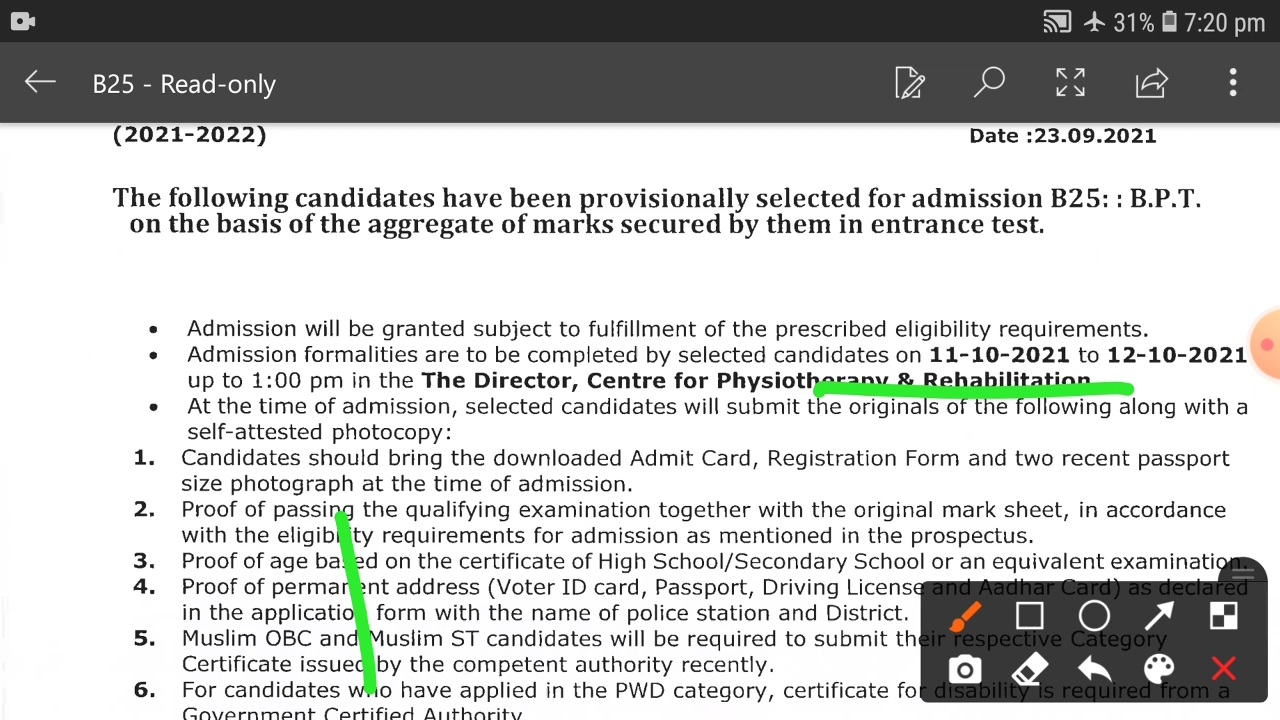 31% 7:20 pm
B25 - Read-only
(2021-2022) Date :23.09.2021
The following candidates have been provisionally selected for admission B25: : B.P.T.
on the basis of the aggregate of marks secured by them in entrance test.
• Admission will be granted subject to fulfillment of the prescribed eligibility requirements.
• Admission formalities are to be completed by selected candidates on 11-10-2021 to 12-10-2021
up to 1:00 pm in the The Director, Centre for Physiotherapy & Rehabilitation
• At the time of admission, selected candidates will submit the originals of the following along with a
self-attested photocopy:
1. Candidates should bring the downloaded Admit Card, Registration Form and two recent passport
size photograph at the time of admission.
2. Proof of passing the qualifying examination together with the original mark sheet, in accordance
with the eligibility requirements for admission as mentioned in the prospectus.
3. Proof of age based on the certificate of High School/Secondary School or an equivalent examination.
4. Proof of permanent address (Voter ID card, Passport, Driving License and Aadhar Card) as declared
in the application form with the name of police station and District.
5. Muslim OBC and Muslim ST candidates will be required to submit their respective Category
Certificate issued by the competent authority recently.
6. For candidates who have applied in the PWD category, certificate for disability is required from a
Government Certified Authority.